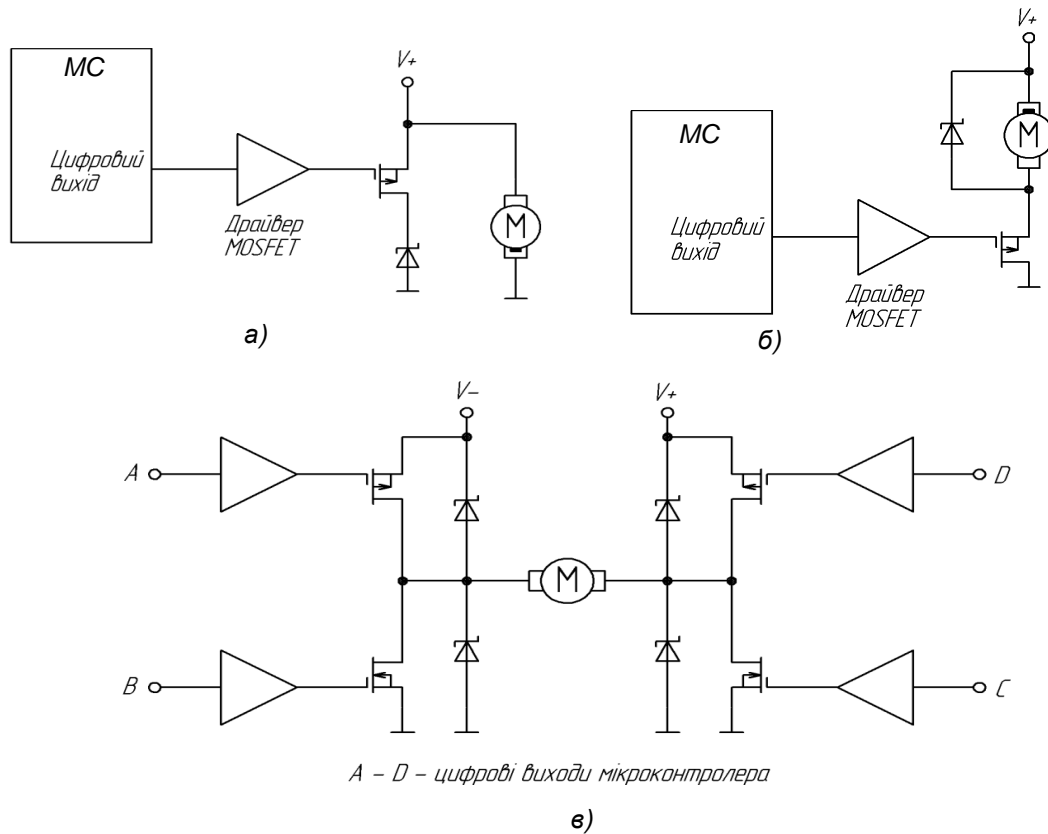 МС
Цифровий
вихід
Драйвер
MOSFET
V+
M
а)
МС
Цифровий
вихід
Драйвер
MOSFET
V+
M
б)
V–
V+
A
D
M
B
C
A – D – цифрові виходи мікроконтролера
в)